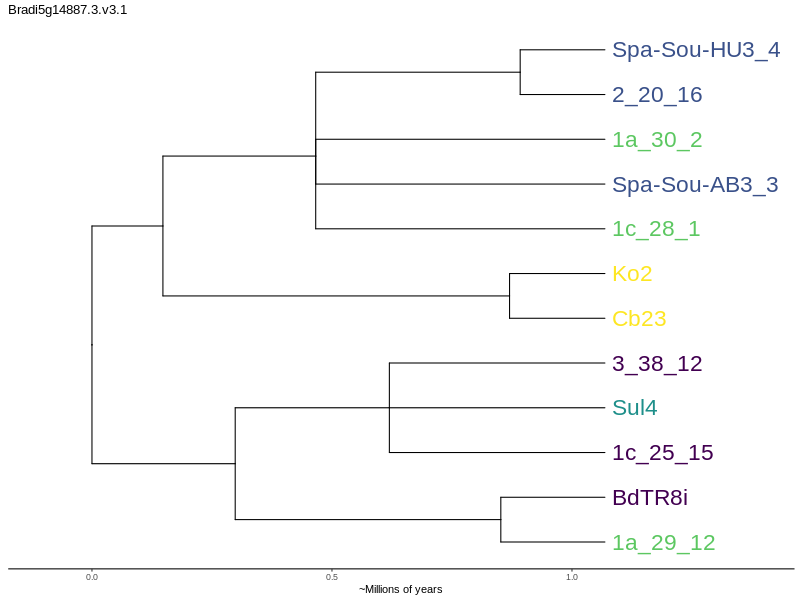 Bradi5g14887.3.v3.1
Spa-Sou-HU3_4
2_20_16
1a_30_2
Spa-Sou-AB3_3
1c_28_1
Ko2
Cb23
3_38_12
Sul4
1c_25_15
BdTR8i
1a_29_12
0.0 0.5 1.0
~Millions of years